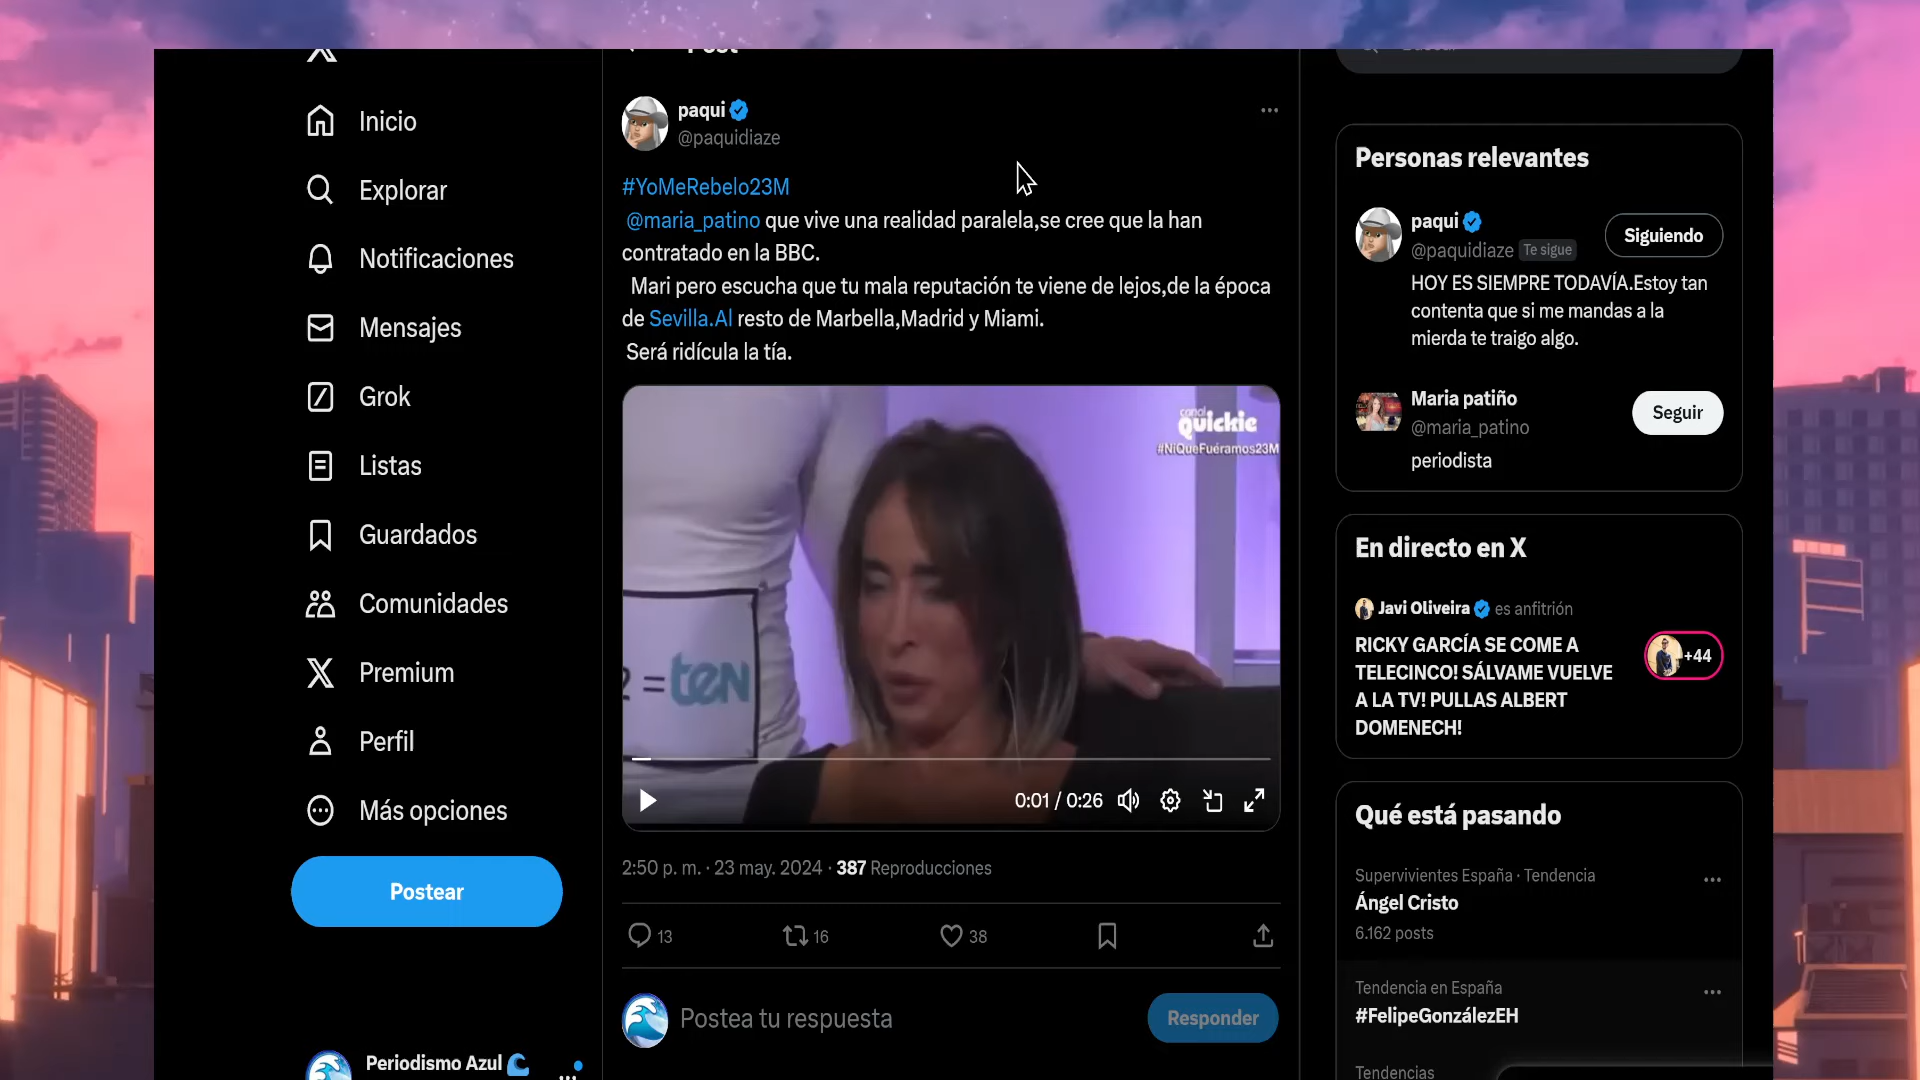 Post
Inicio
Explorar
Notificaciones
Mensajes
Grok
Listas
Guardados
Comunidades
Premium
Perfil
Más opciones
Postear
Periodismo Azul
paqui
@paquidiaze
#YoMeRebelo23M
@maria_patino que vive una realidad paralela,se cree que la han
contratado en la BBC.
Mari pero escucha que tu mala reputación te viene de lejos,de la época
de Sevilla.Al resto de Marbella,Madrid y Miami.
Será ridícula la tía.
canal
quickie
#NiQueFuéramos23M
2 = teN
0:01 / 0:26
2:50 p. m. · 23 may. 2024 · 387 Reproducciones
13
16
38
Postea tu respuesta
Responder
Personas relevantes
paqui
@paquidiaze Te sigue
Siguiendo
HOY ES SIEMPRE TODAVÍA.Estoy tan
contenta que si me mandas a la
mierda te traigo algo.
Maria patiño
@maria_patino
Seguir
periodista
En directo en X
Javi Oliveira es anfitrión
RICKY GARCÍA SE COME A
TELECINCO! SÁLVAME VUELVE
A LA TV! PULLAS ALBERT
DOMENECH!
+44
Qué está pasando
Supervivientes España · Tendencia
Ángel Cristo
6.162 posts
Tendencia en España
#FelipeGonzálezEH
Tendencias